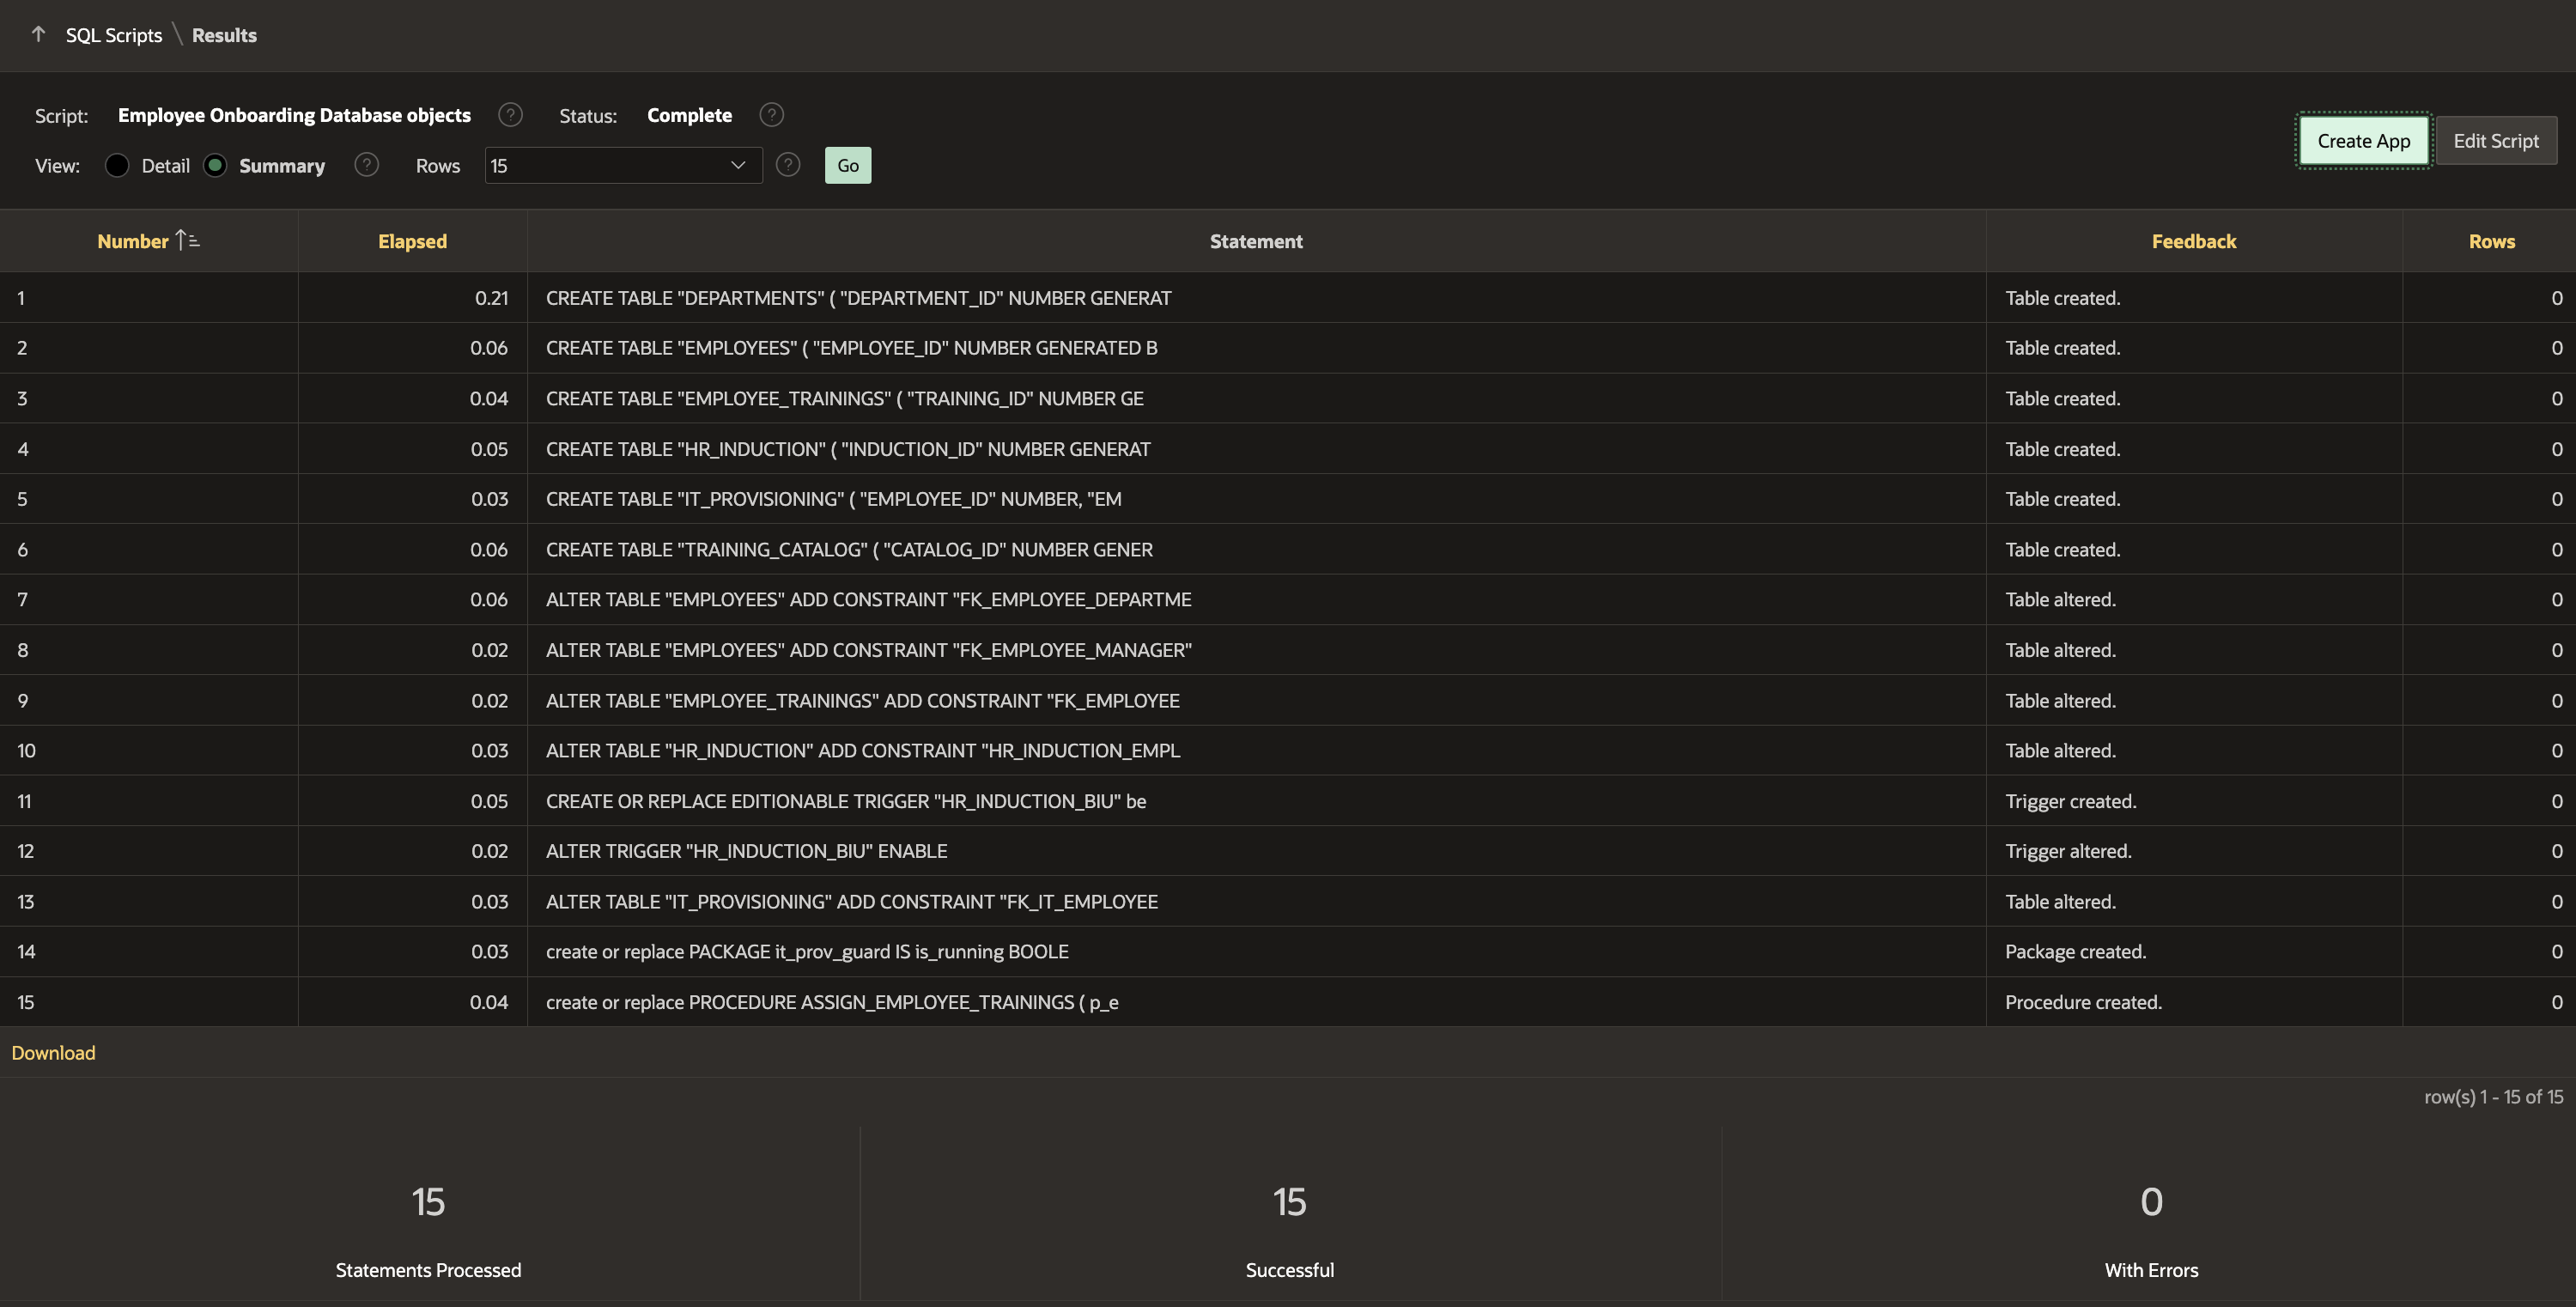 SQL Scripts \ Results
Script: Employee Onboarding Database objects ? Status: Complete ?
View: Detail Summary ? Rows 15 ? Go
Create App Edit Script
Number Elapsed Statement Feedback Rows
1 0.21 CREATE TABLE "DEPARTMENTS" ( "DEPARTMENT_ID" NUMBER GENERAT Table created. 0
2 0.06 CREATE TABLE "EMPLOYEES" ( "EMPLOYEE_ID" NUMBER GENERATED B Table created. 0
3 0.04 CREATE TABLE "EMPLOYEE_TRAININGS" ( "TRAINING_ID" NUMBER GE Table created. 0
4 0.05 CREATE TABLE "HR_INDUCTION" ( "INDUCTION_ID" NUMBER GENERAT Table created. 0
5 0.03 CREATE TABLE "IT_PROVISIONING" ( "EMPLOYEE_ID" NUMBER, "EM Table created. 0
6 0.06 CREATE TABLE "TRAINING_CATALOG" ( "CATALOG_ID" NUMBER GENER Table created. 0
7 0.06 ALTER TABLE "EMPLOYEES" ADD CONSTRAINT "FK_EMPLOYEE_DEPARTME Table altered. 0
8 0.02 ALTER TABLE "EMPLOYEES" ADD CONSTRAINT "FK_EMPLOYEE_MANAGER" Table altered. 0
9 0.02 ALTER TABLE "EMPLOYEE_TRAININGS" ADD CONSTRAINT "FK_EMPLOYEE Table altered. 0
10 0.03 ALTER TABLE "HR_INDUCTION" ADD CONSTRAINT "HR_INDUCTION_EMPL Table altered. 0
11 0.05 CREATE OR REPLACE EDITIONABLE TRIGGER "HR_INDUCTION_BIU" be Trigger created. 0
12 0.02 ALTER TRIGGER "HR_INDUCTION_BIU" ENABLE Trigger altered. 0
13 0.03 ALTER TABLE "IT_PROVISIONING" ADD CONSTRAINT "FK_IT_EMPLOYEE Table altered. 0
14 0.03 create or replace PACKAGE it_prov_guard IS is_running BOOLE Package created. 0
15 0.04 create or replace PROCEDURE ASSIGN_EMPLOYEE_TRAININGS ( p_e Procedure created. 0
Download
row(s) 1 - 15 of 15
15 15 0
Statements Processed Successful With Errors